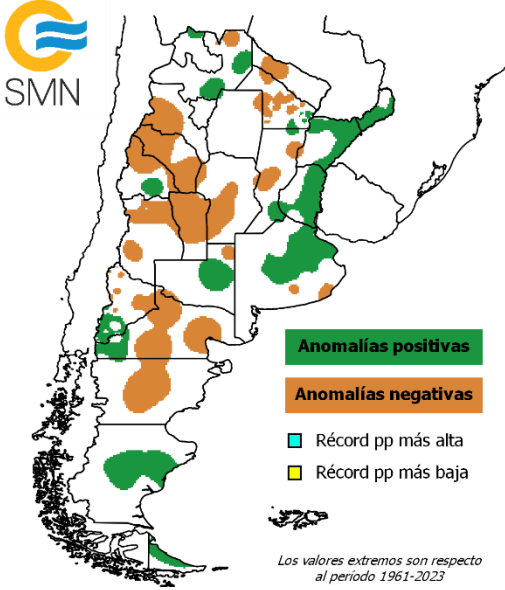 SMN
Anomalías positivas
Anomalías negativas
Récord pp más alta
Récord pp más baja
Los valores extremos son respecto
al periodo 1961-2023